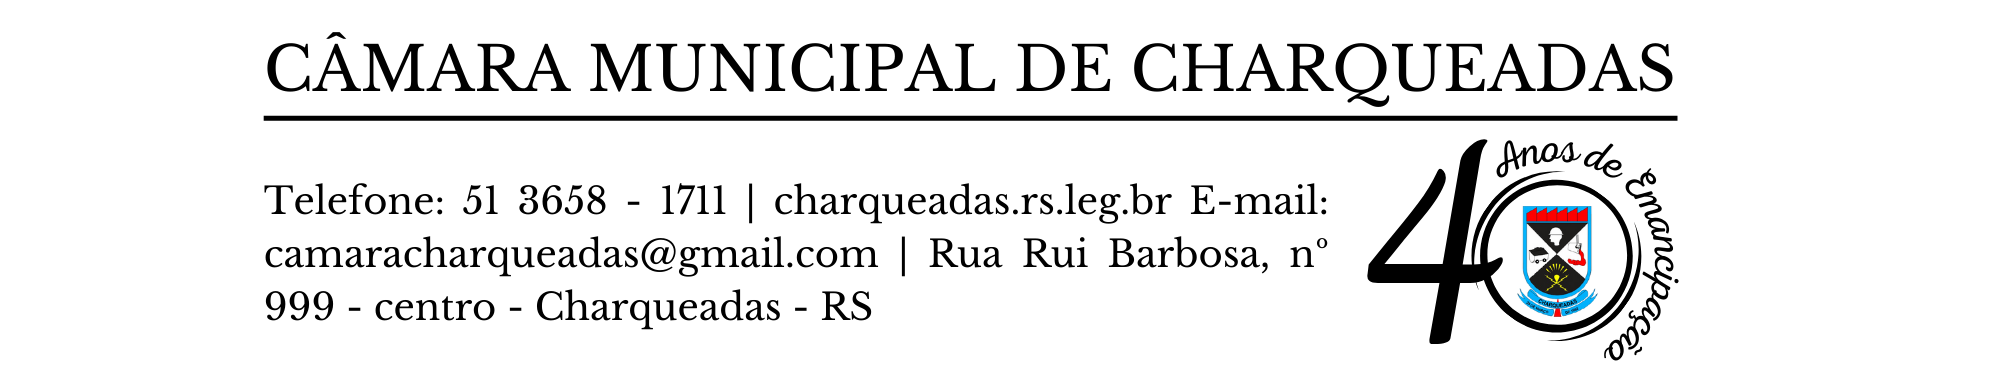 CÂMARA MUNICIPAL DE CHARQUEADAS
Telefone: 51 3658 - 1711 | charqueadas.rs.leg.br E-mail:
camaracharqueadas@gmail.com | Rua Rui Barbosa, nº
999 - centro - Charqueadas - RS
40 Anos de Emancipação
CHARQUEADAS